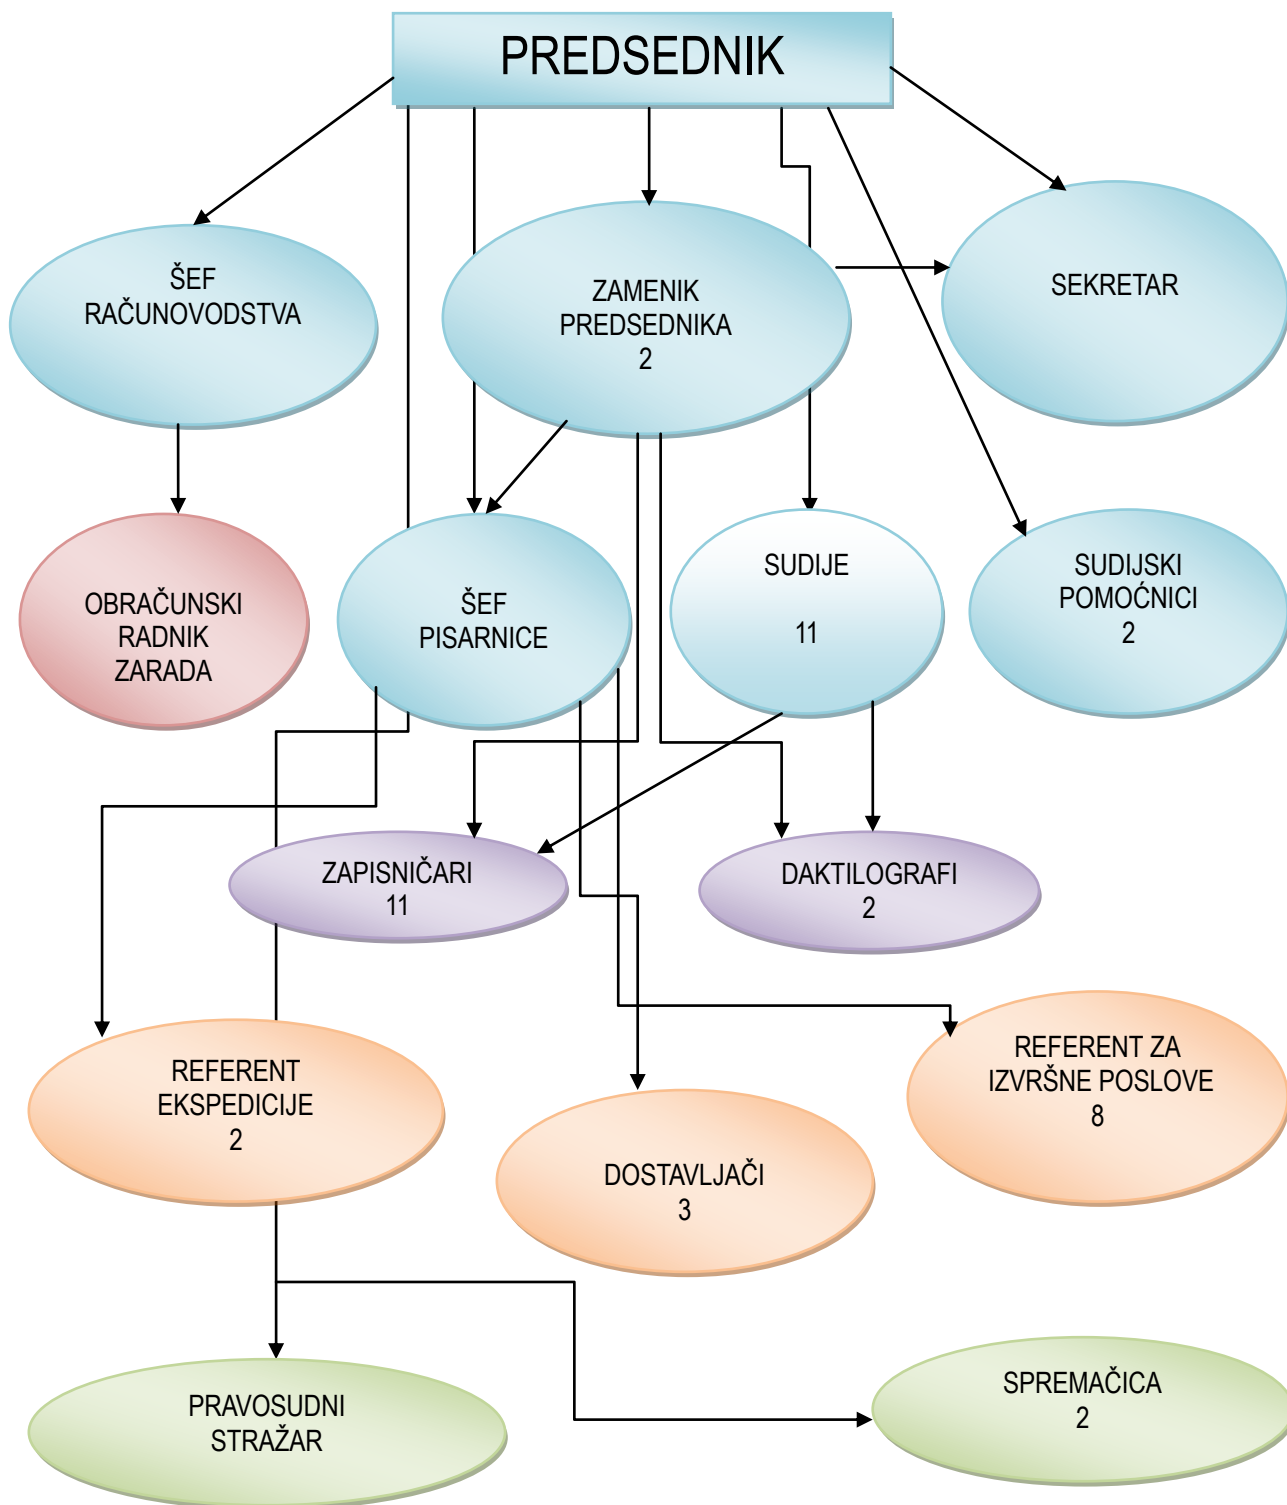 PREDSEDNIK
ŠEF
RAČUNOVODSTVA
ZAMENIK
PREDSEDNIKA
2
SEKRETAR
OBRAČUNSKI
RADNIK
ZARADA
ŠEF
PISARNICE
SUDIJE
11
SUDIJSKI
POMOĆNICI
2
ZAPISNIČARI
11
DAKTILOGRAFI
2
REFERENT
EKSPEDICIJE
2
DOSTAVLJAČI
3
REFERENT ZA
IZVRŠNE POSLOVE
8
PRAVOSUDNI
STRAŽAR
SPREMAČICA
2